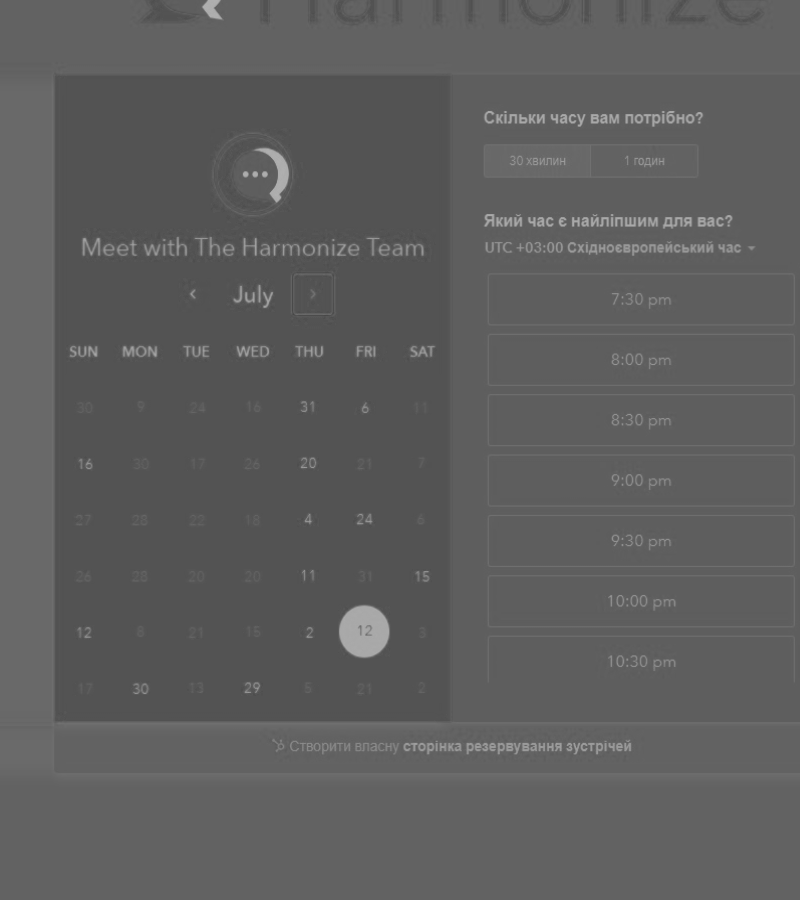 Harmonize
Meet with The Harmonize Team
July
SUN MON TUE WED THU FRI SAT
30 9 24 16 31 6 11
16 30 17 26 20 21 7
27 28 22 18 4 24 6
26 28 20 20 11 31 15
12 8 21 15 2 12 3
17 30 13 29 5 21 2
Скільки часу вам потрібно?
30 хвилин 1 годин
Який час є найліпшим для вас?
UTC +03:00 Східноєвропейський час
7:30 pm
8:00 pm
8:30 pm
9:00 pm
9:30 pm
10:00 pm
10:30 pm
Створити власну сторінка резервування зустрічей